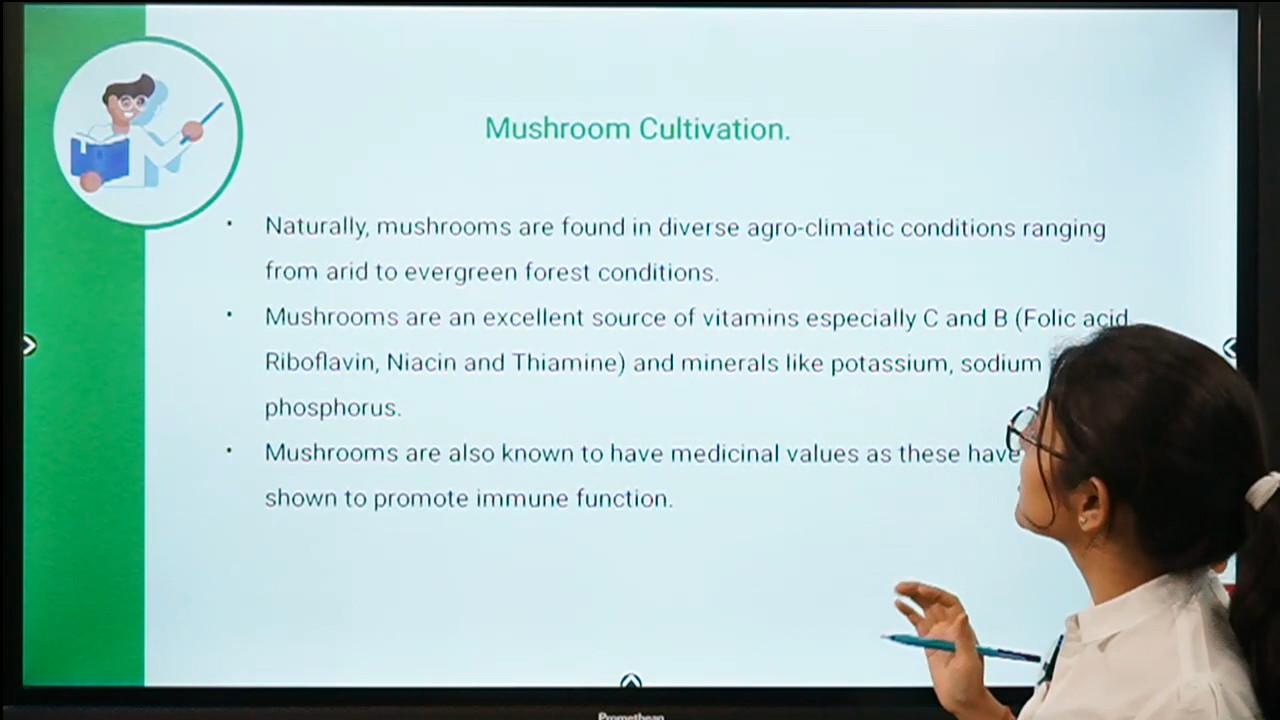 Mushroom Cultivation.
• Naturally, mushrooms are found in diverse agro-climatic conditions ranging
from arid to evergreen forest conditions.
• Mushrooms are an excellent source of vitamins especially C and B (Folic acid
Riboflavin, Niacin and Thiamine) and minerals like potassium, sodium
phosphorus.
• Mushrooms are also known to have medicinal values as these have
shown to promote immune function.
Promethean